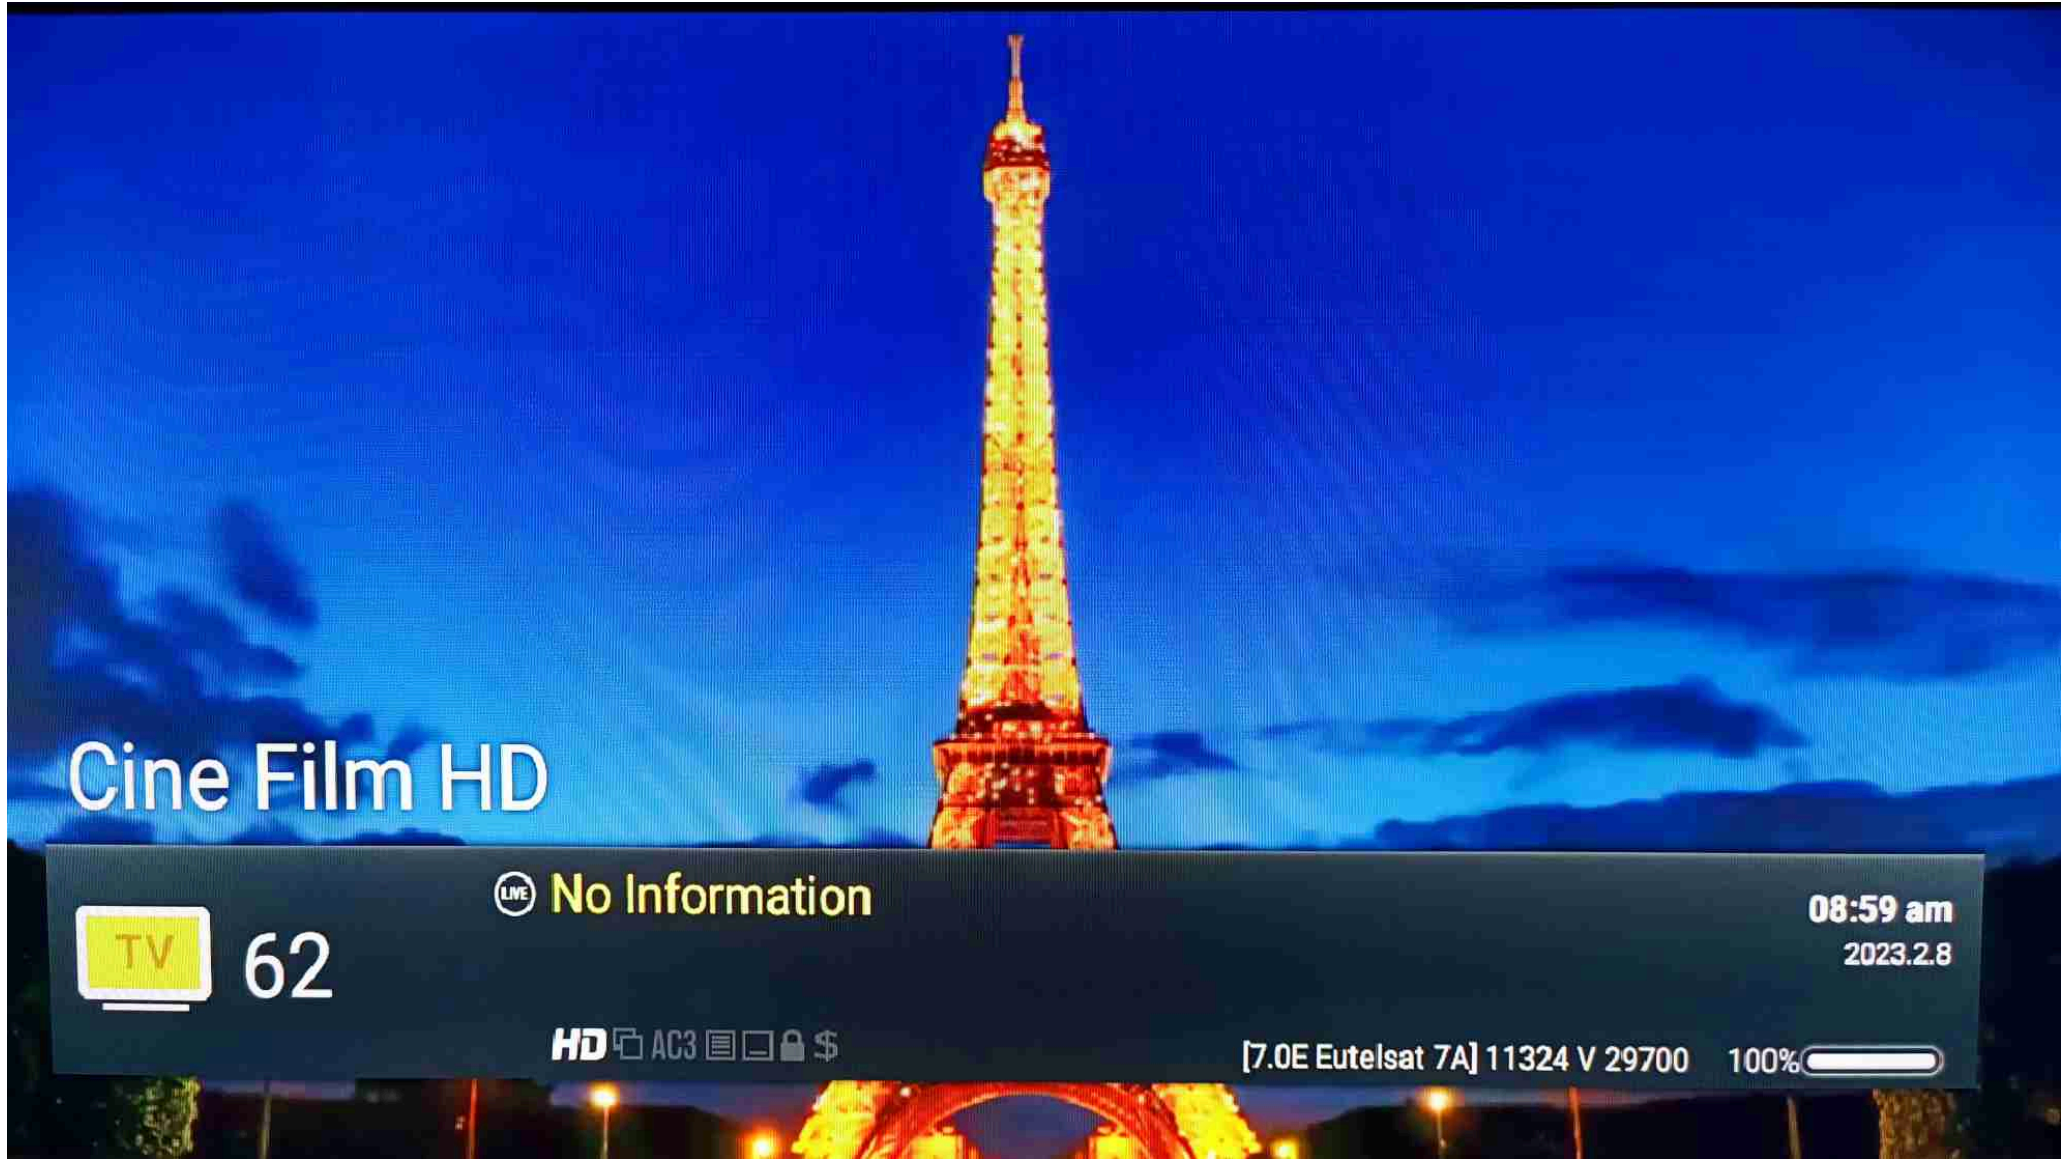 Cine Film HD
LIVE No Information
08:59 am
TV 62
2023.2.8
HD AC3 $
[7.0E Eutelsat 7A] 11324 V 29700 100%